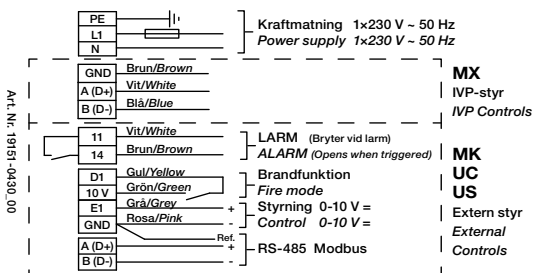 PE
L1
N
Kraftmatning 1×230 V ~ 50 Hz
Power supply 1×230 V ~ 50 Hz
GND Brun/Brown
A (D+) Vit/White
B (D-) Blå/Blue
MX
IVP-styr
IVP Controls
11 Vit/White
14 Brun/Brown
LARM (Bryter vid larm)
ALARM (Opens when triggered)
D1 Gul/Yellow
10 V Grön/Green
Brandfunktion
Fire mode
E1 Grå/Grey +
GND Rosa/Pink -
Styrning 0-10 V =
Control 0-10 V =
Ref.
A (D+) +
B (D-) -
RS-485 Modbus
MK
UC
US
Extern styr
External
Controls
Art. Nr. 19151-0430_00